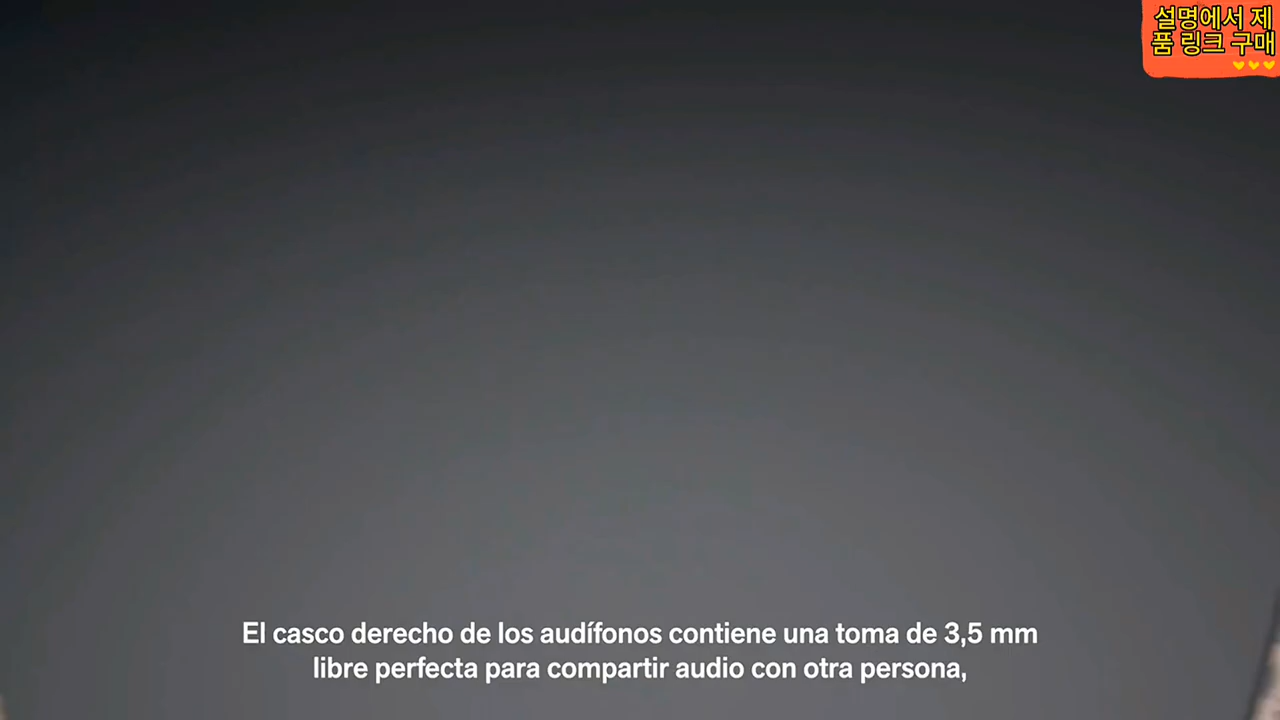 설명에서 제
품 링크 구매
El casco derecho de los audífonos contiene una toma de 3,5 mm
libre perfecta para compartir audio con otra persona,